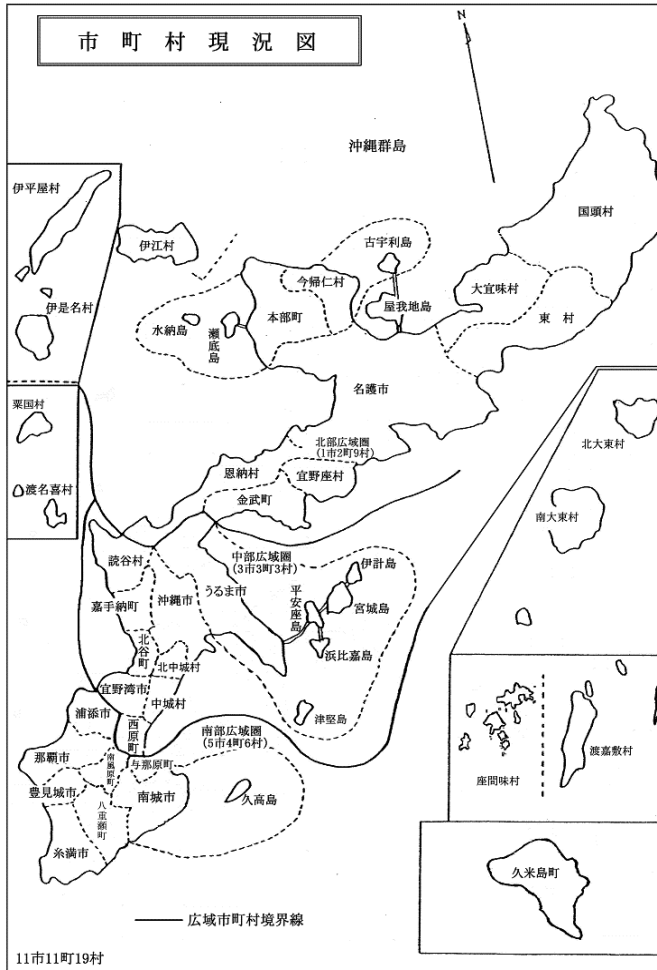 市町村現況図
N
沖縄群島
伊平屋村
伊是名村
伊江村
国頭村
古宇利島
今帰仁村
大宜味村
屋我地島
東村
本部町
水納島
瀬底島
名護市
粟国村
渡名喜村
北部広域圏
(1市2町9村)
恩納村
宜野座村
金武町
北大東村
南大東村
中部広域圏
(3市3町3村)
読谷村
沖縄市
うるま市
嘉手納町
伊計島
宮城島
平安座島
浜比嘉島
北谷町
北中城村
宜野湾市
中城村
津堅島
浦添市
西原町
南部広域圏
(5市4町6村)
那覇市
南風原町
与那原町
豊見城市
八重瀬町
南城市
久高島
糸満市
座間味村
渡嘉敷村
久米島町
広域市町村境界線
11市11町19村